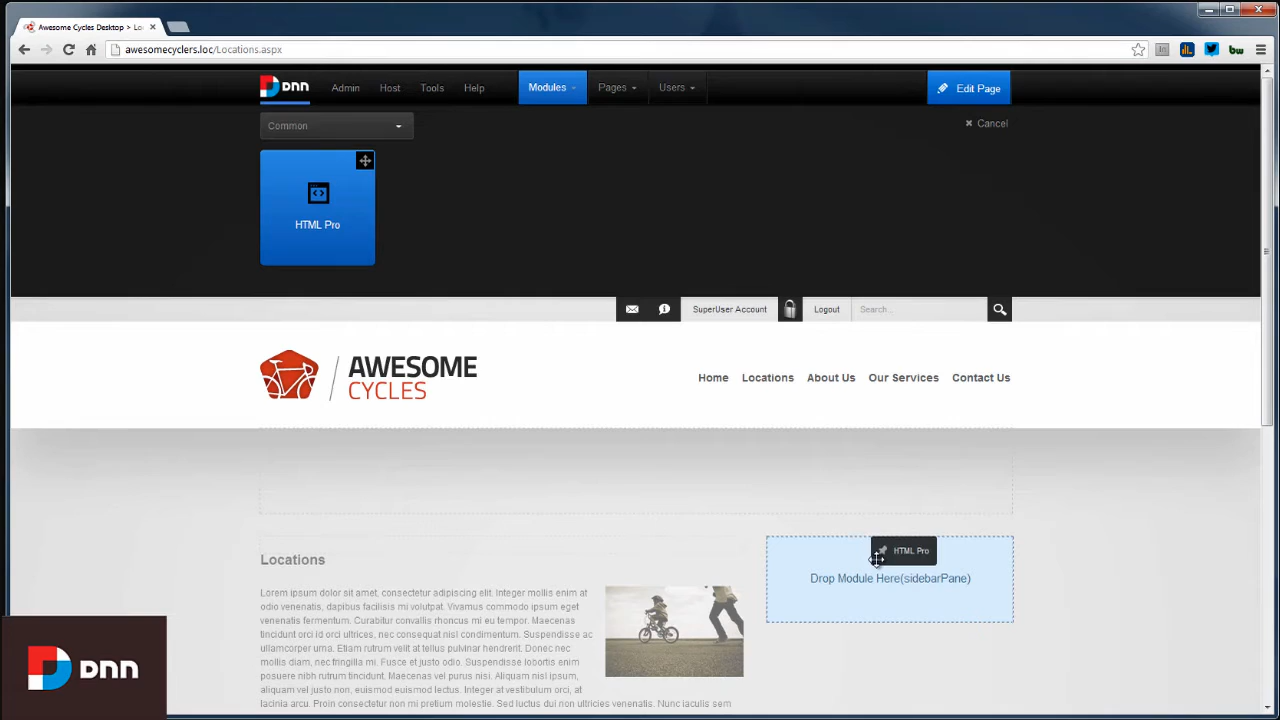 Awesome Cycles Desktop > Lo
awesomecyclers.loc/Locations.aspx
DNN
Admin
Host
Tools
Help
Modules
Pages
Users
Edit Page
Common
Cancel
HTML Pro
SuperUser Account
Logout
Search...
AWESOME
CYCLES
Home
Locations
About Us
Our Services
Contact Us
HTML Pro
Drop Module Here(sidebarPane)
Locations
Lorem ipsum dolor sit amet, consectetur adipiscing elit. Integer mollis enim at
odio venenatis, dapibus facilisis mi volutpat. Vivamus commodo ipsum eget
venenatis fermentum. Curabitur convallis rhoncus mi eu tempor. Maecenas
tincidunt orci id orci ultrices, nec consequat nisl condimentum. Suspendisse ac
ullamcorper urna. Etiam rutrum velit at tellus pulvinar hendrerit. Donec nec
mollis diam, nec fringilla mi. Fusce et justo odio. Suspendisse lobortis enim
posuere nibh rutrum tincidunt. Maecenas vel purus nisi. Aliquam nisl ipsum,
aliquam vel justo non, euismod euismod lectus. Integer at vestibulum orci, at
lacinia arcu. Proin consectetur non mi pretium molestie. Sed luctus dui non ultricies venenatis. Nunc
DNN